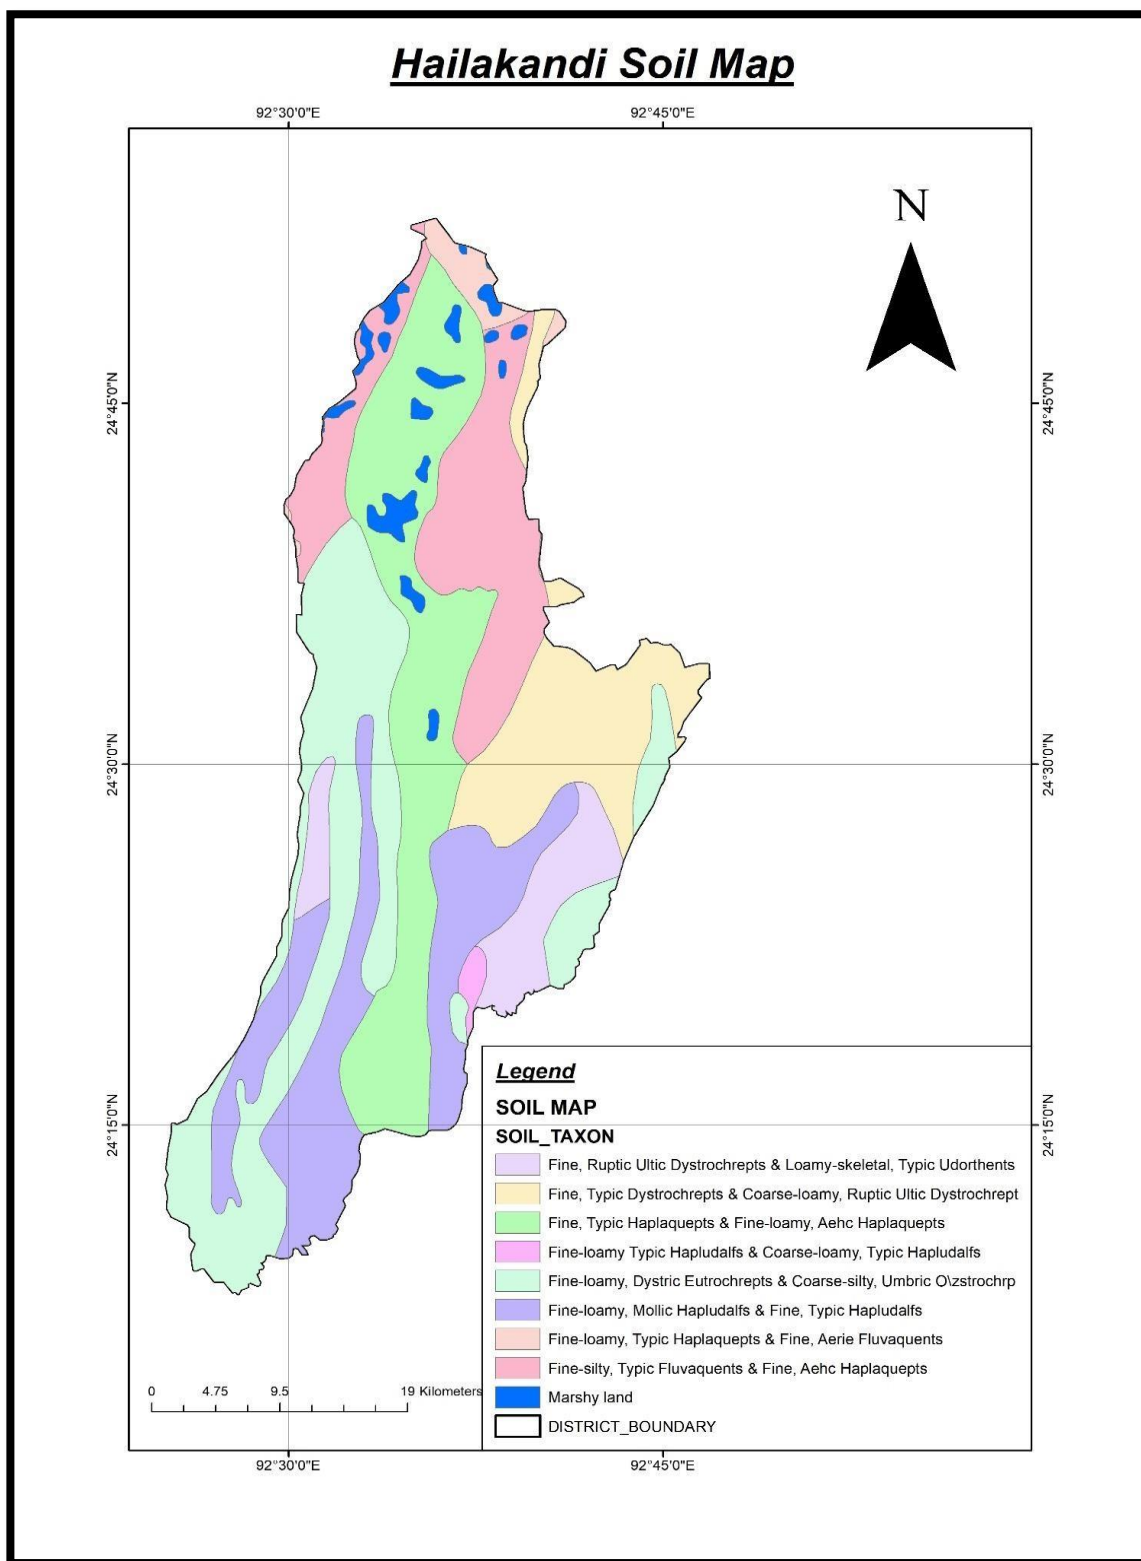 Hailakandi Soil Map
92°30'0"E 92°45'0"E
N
24°45'0"N 24°45'0"N
24°30'0"N 24°30'0"N
24°15'0"N 24°15'0"N
Legend
SOIL MAP
SOIL_TAXON
Fine, Ruptic Ultic Dystrochrepts & Loamy-skeletal, Typic Udorthents
Fine, Typic Dystrochrepts & Coarse-loamy, Ruptic Ultic Dystrochrept
Fine, Typic Haplaquepts & Fine-loamy, Aehc Haplaquepts
Fine-loamy Typic Hapludalfs & Coarse-loamy, Typic Hapludalfs
Fine-loamy, Dystric Eutrochrepts & Coarse-silty, Umbric O\zstrochrp
Fine-loamy, Mollic Hapludalfs & Fine, Typic Hapludalfs
Fine-loamy, Typic Haplaquepts & Fine, Aerie Fluvaquents
Fine-silty, Typic Fluvaquents & Fine, Aehc Haplaquepts
Marshy land
DISTRICT_BOUNDARY
0 4.75 9.5 19 Kilometers
92°30'0"E 92°45'0"E